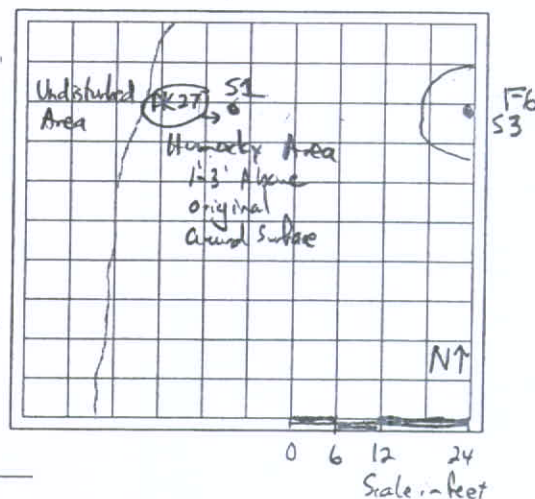 Undisturbed
Area
FK27
S1
F6
S3
Hummocky Area
1-3' Above
original
Ground Surface
N↑
0 6 12 24
Scale in feet